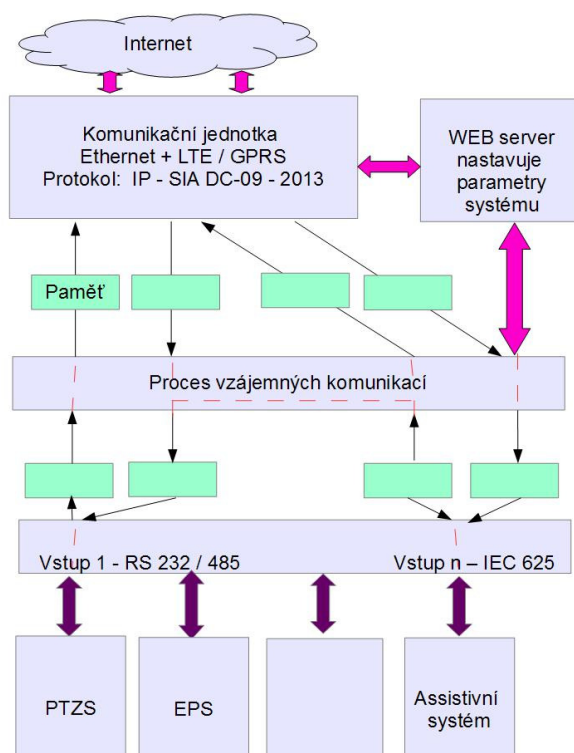 Internet
Komunikační jednotka
Ethernet + LTE / GPRS
Protokol: IP - SIA DC-09 - 2013
WEB server
nastavuje
parametry
systému
Paměť
Proces vzájemných komunikací
Vstup 1 - RS 232 / 485
Vstup n – IEC 625
PTZS
EPS
Assistivní
systém